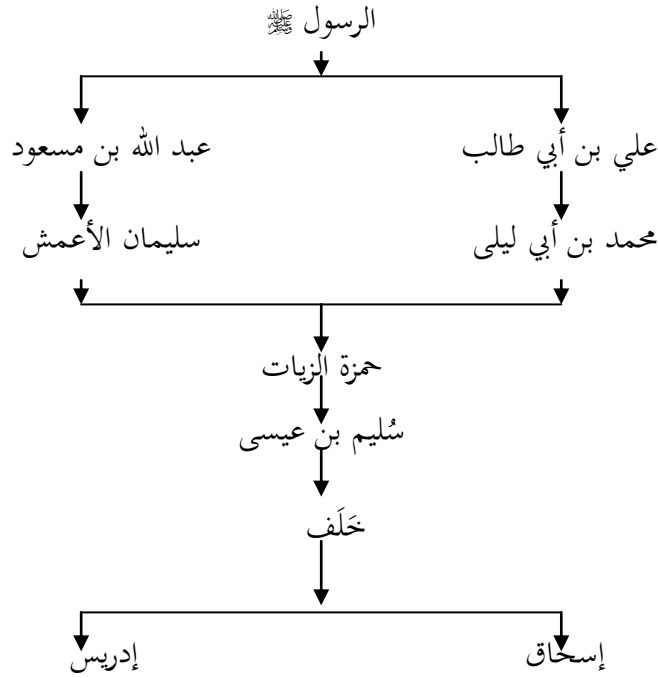 الرسول ﷺ
علي بن أبي طالب
عبد الله بن مسعود
محمد بن أبي ليلى
سليمان الأعمش
حمزة الزيات
سُليم بن عيسى
خَلَف
إسحاق
إدريس